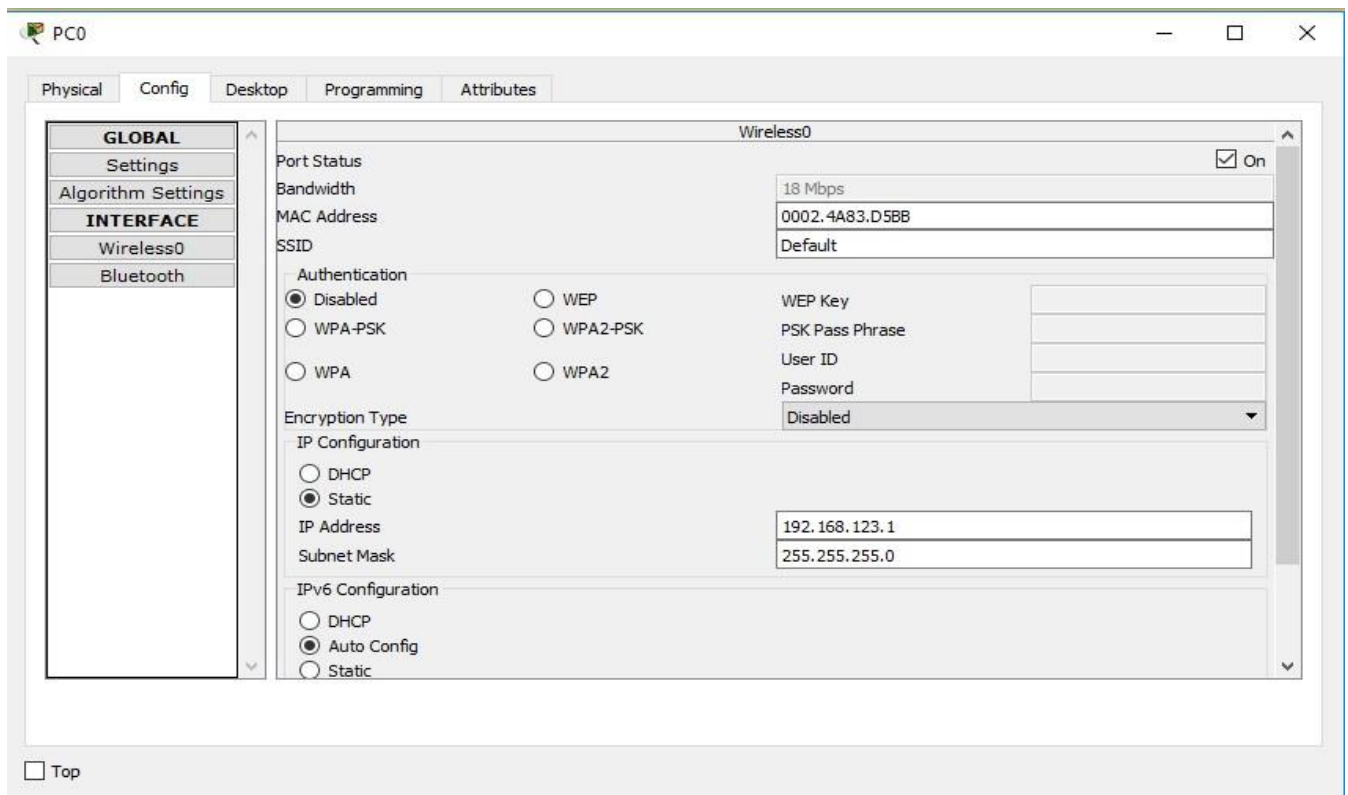 PC0
Physical Config Desktop Programming Attributes
GLOBAL
Settings
Algorithm Settings
INTERFACE
Wireless0
Bluetooth
Wireless0
Port Status On
Bandwidth 18 Mbps
MAC Address 0002.4A83.D5BB
SSID Default
Authentication
Disabled WEP WEP Key
WPA-PSK WPA2-PSK PSK Pass Phrase
User ID
WPA WPA2
Password
Encryption Type Disabled
IP Configuration
DHCP
Static
IP Address 192.168.123.1
Subnet Mask 255.255.255.0
IPv6 Configuration
DHCP
Auto Config
Static
Top